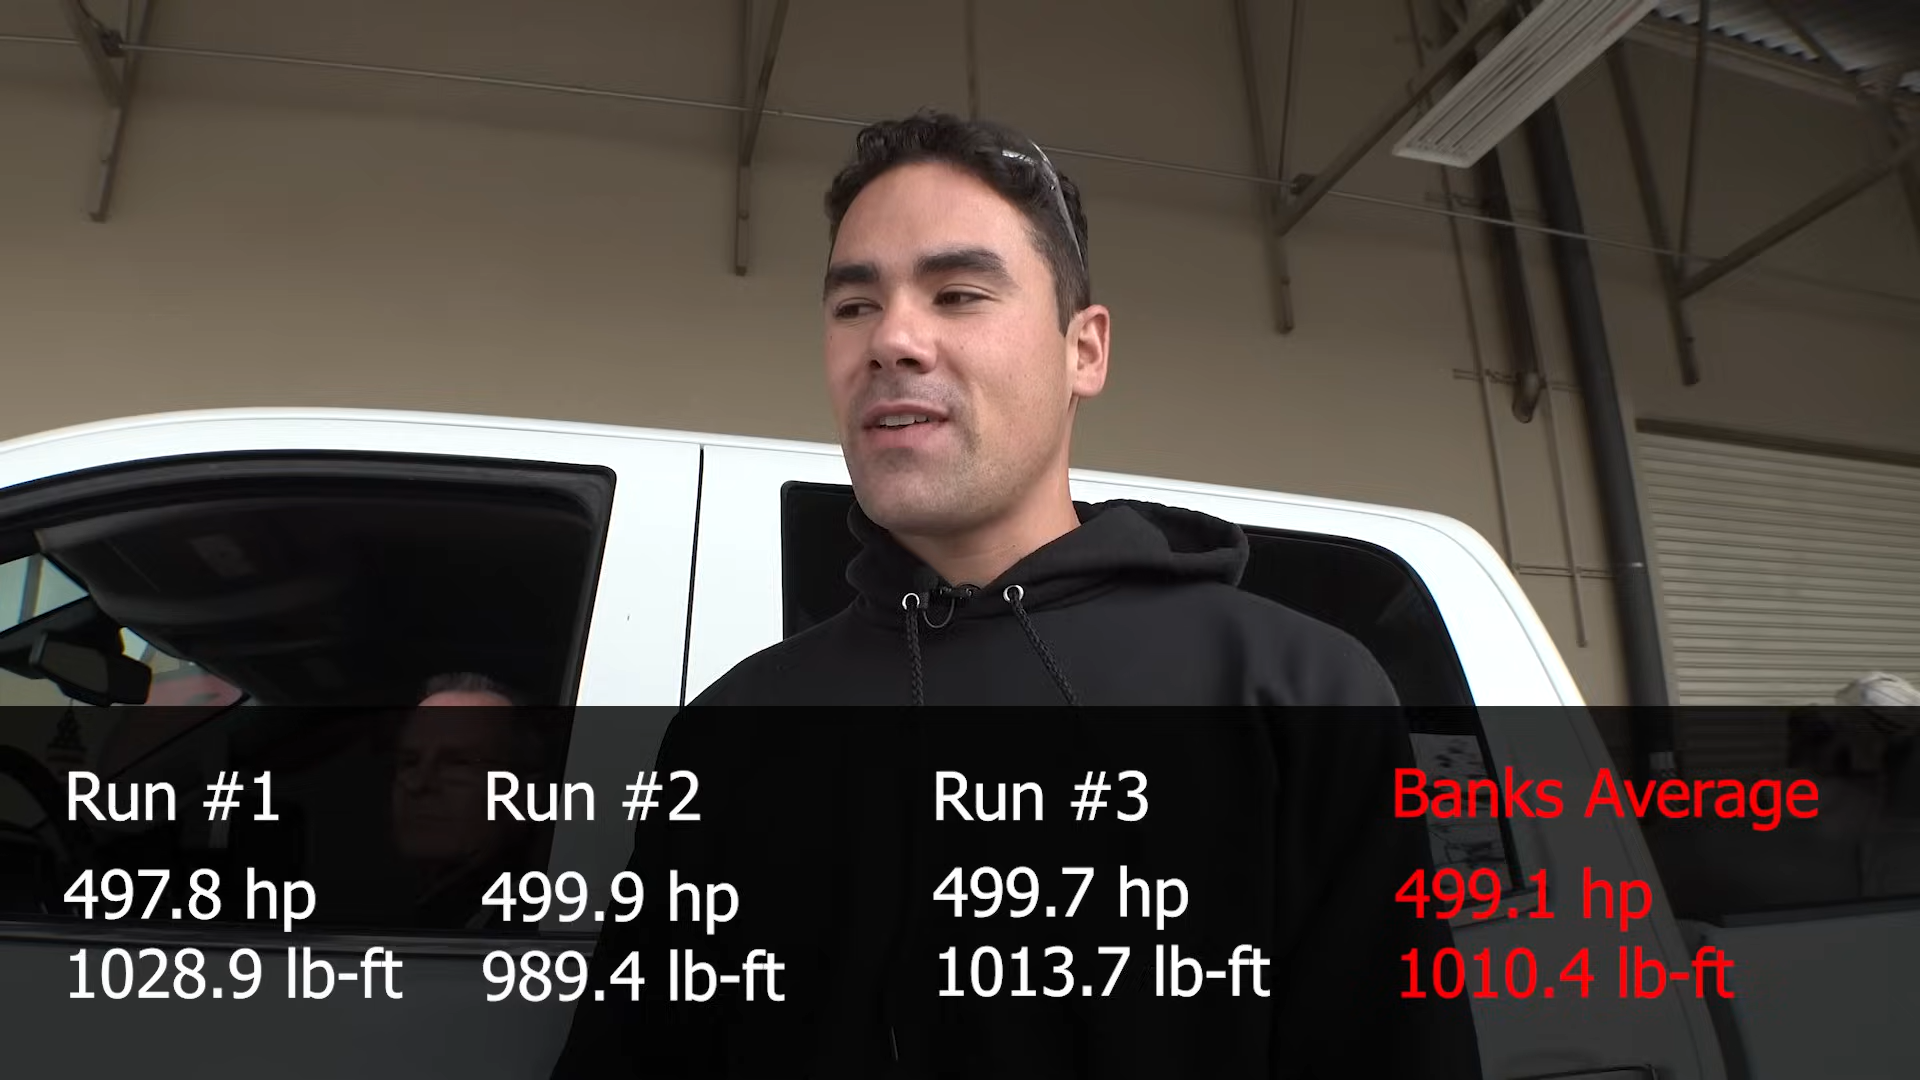 Run #1
497.8 hp
1028.9 lb-ft
Run #2
499.9 hp
989.4 lb-ft
Run #3
499.7 hp
1013.7 lb-ft
Banks Average
499.1 hp
1010.4 lb-ft